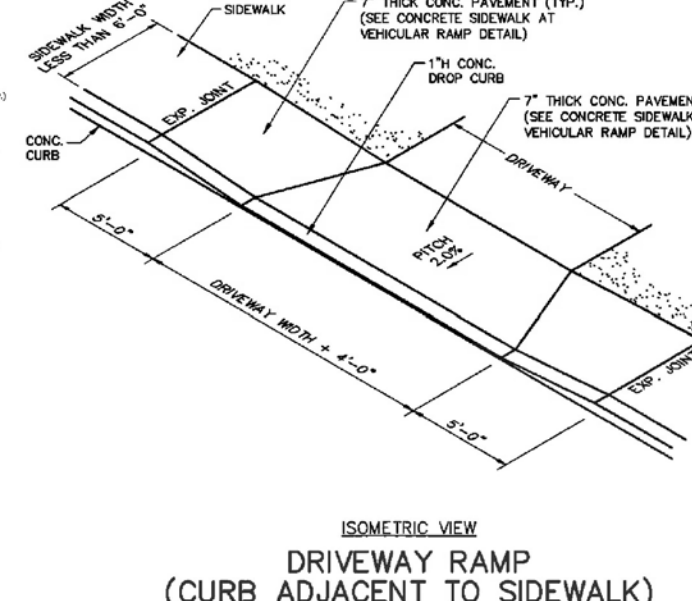 SIDEWALK
7" THICK CONC. PAVEMENT (TYP.)
(SEE CONCRETE SIDEWALK AT
VEHICULAR RAMP DETAIL)
SIDEWALK WIDTH
LESS THAN 6'-0"
1"H CONC.
DROP CURB
7" THICK CONC. PAVEMEN
(SEE CONCRETE SIDEWALK
VEHICULAR RAMP DETAIL)
EXP. JOINT
CONC.
CURB
DRIVEWAY
PITCH
2.0%
5'-0"
DRIVEWAY WIDTH + 4'-0"
5'-0"
EXP. JOINT
ISOMETRIC VIEW
DRIVEWAY RAMP
(CURB ADJACENT TO SIDEWALK)